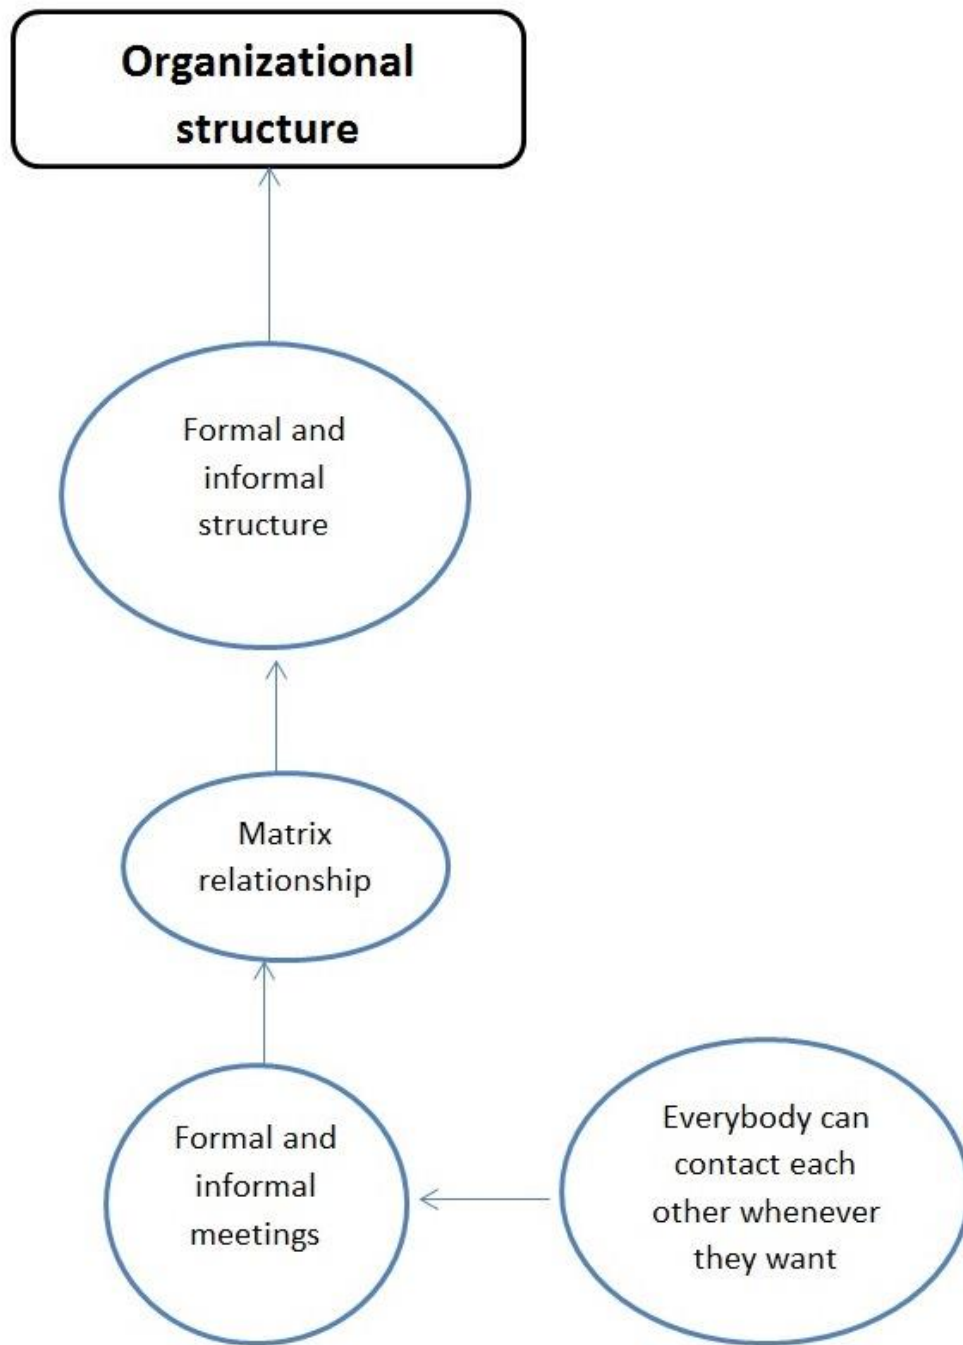 Organizational
structure
Formal and
informal
structure
Matrix
relationship
Formal and
informal
meetings
Everybody can
contact each
other whenever
they want